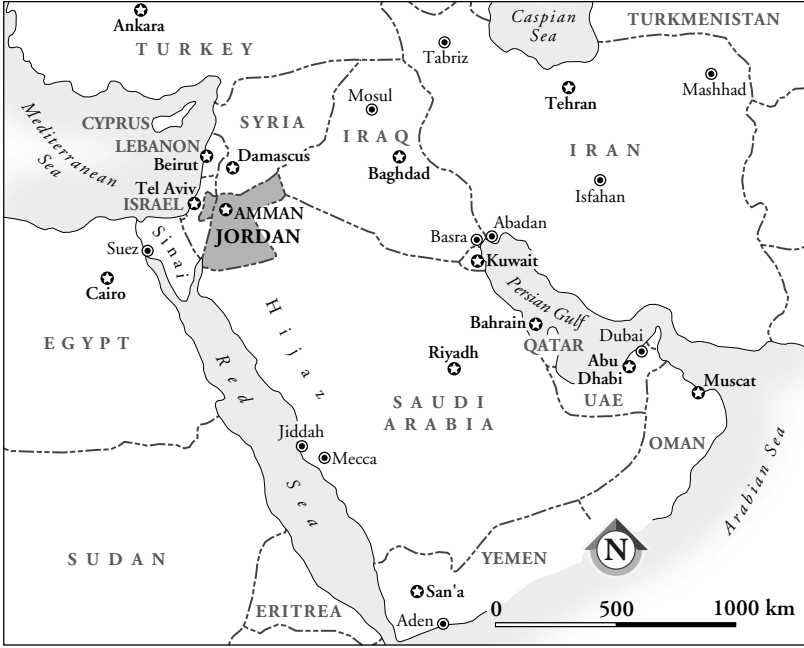 Ankara
TURKEY
Caspian
Sea
TURKMENISTAN
Tabriz
Mosul
Tehran
Mashhad
Mediterranean
Sea
CYPRUS
SYRIA
IRAQ
LEBANON
Beirut
Damascus
Baghdad
IRAN
Tel Aviv
ISRAEL
AMMAN
JORDAN
Isfahan
Suez
Sinai
Basra
Abadan
Kuwait
Cairo
Hijaz
Persian Gulf
Bahrain
QATAR
Dubai
EGYPT
Red
Sea
Riyadh
Abu
Dhabi
UAE
Muscat
SAUDI
ARABIA
Jiddah
Mecca
OMAN
Arabian Sea
SUDAN
YEMEN
N
San'a
ERITREA
Aden
0 500 1000 km